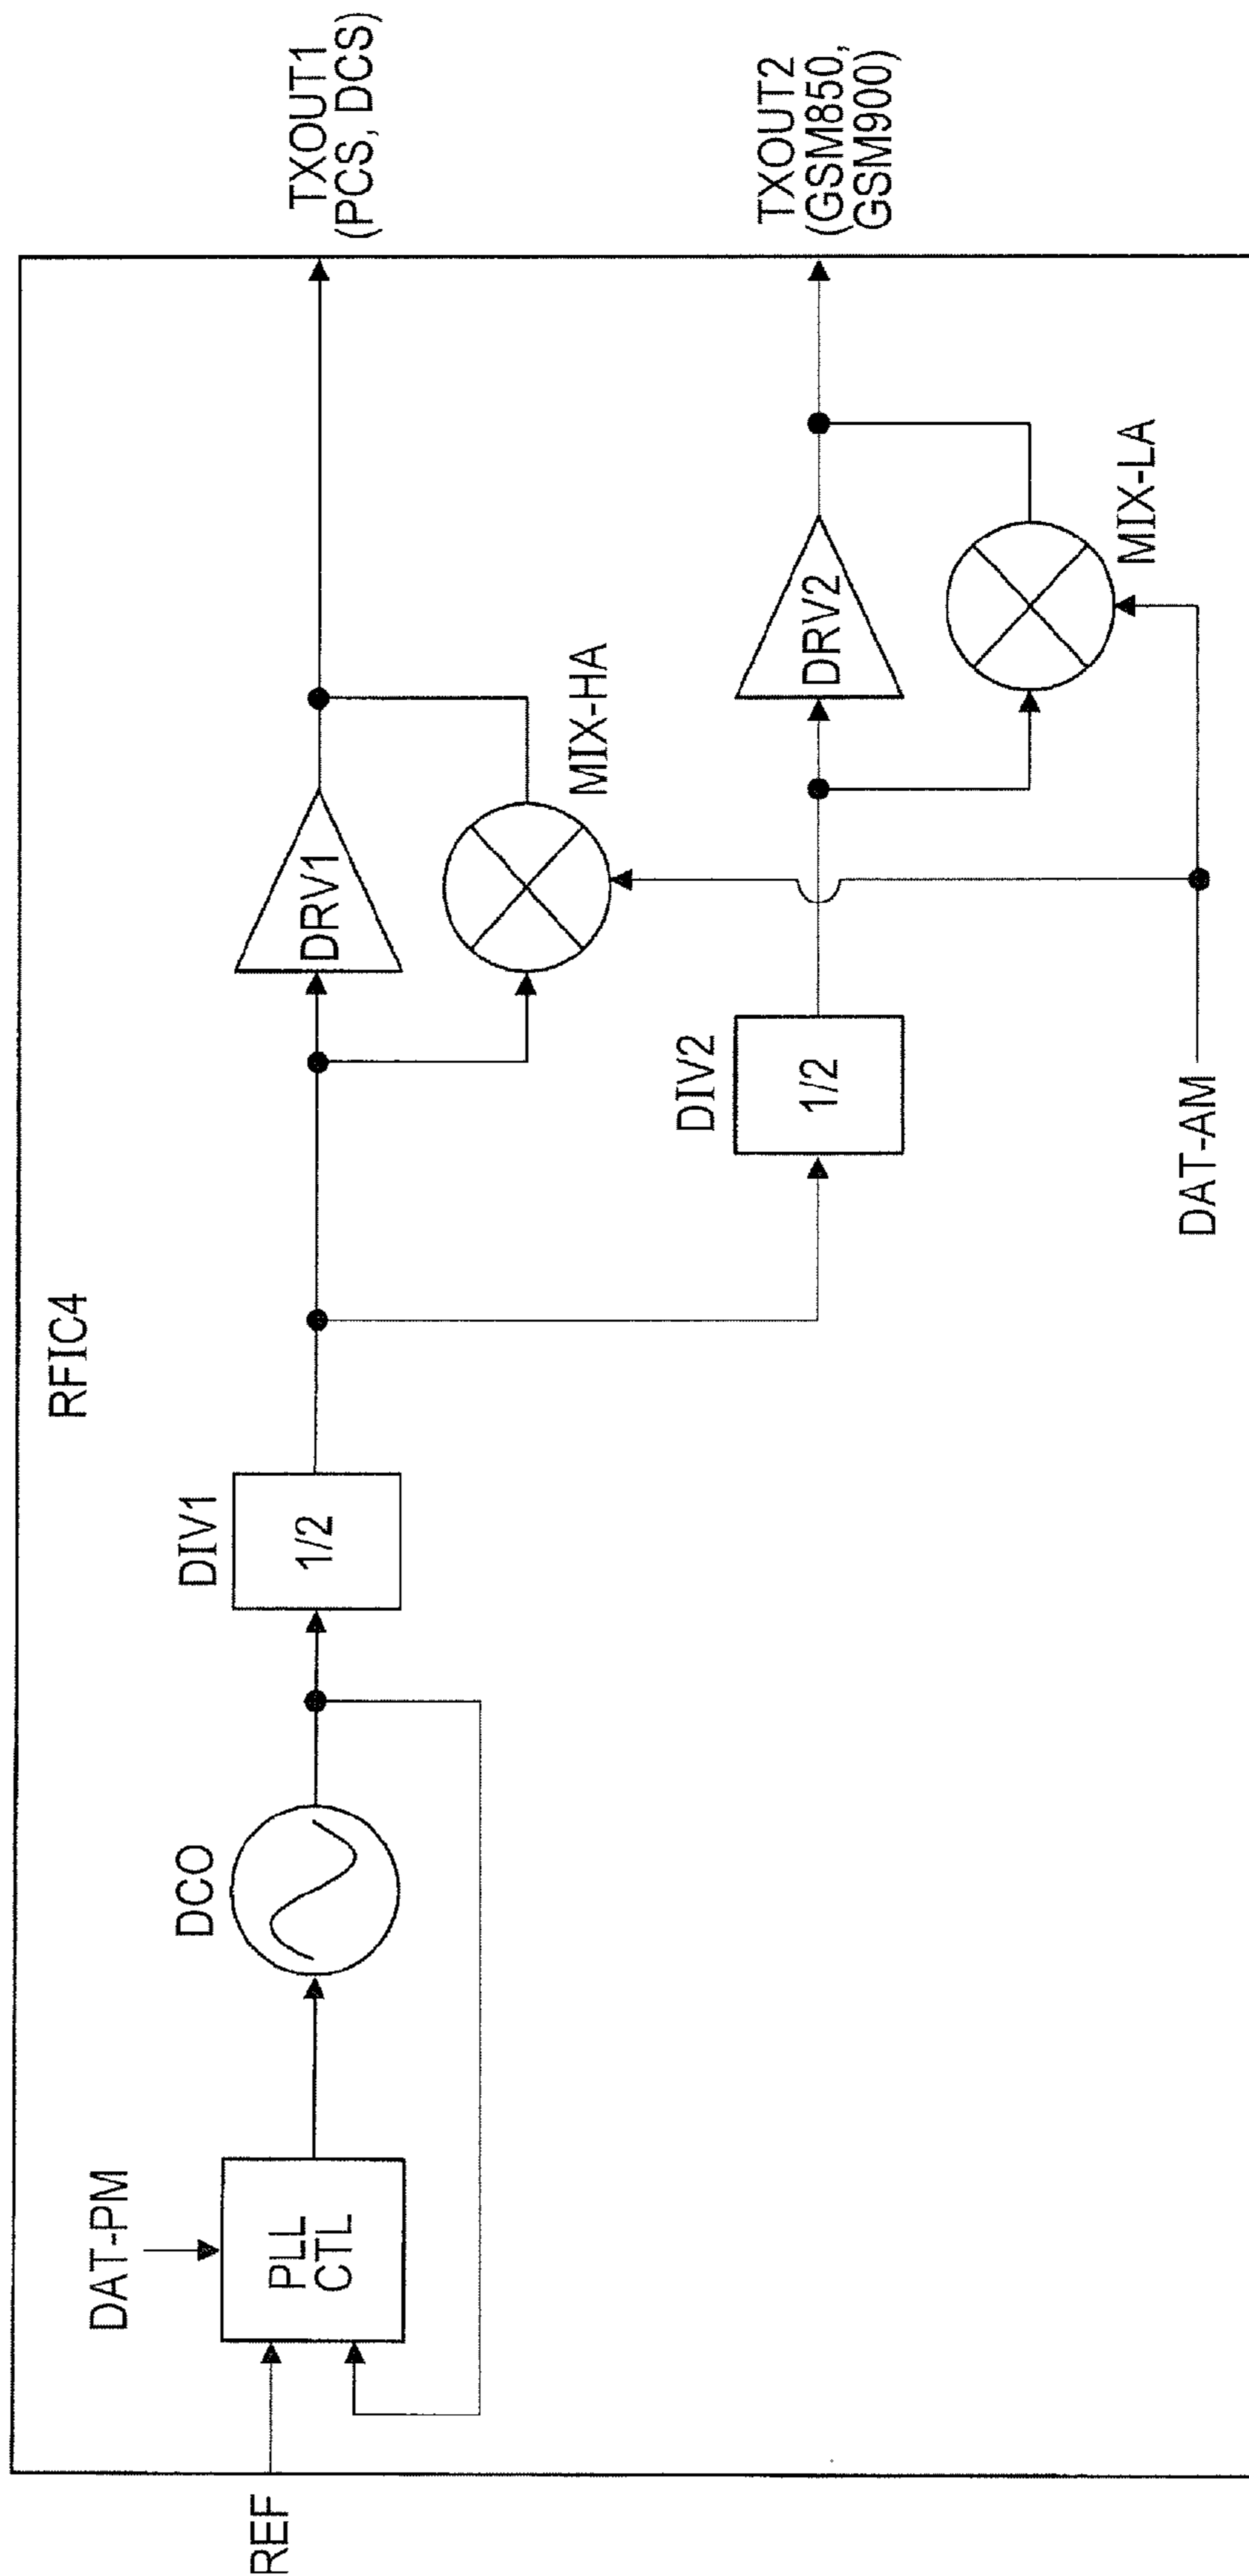 RFIC4
REF
DAT-PM
PLL
CTL
DCO
DIV1
1/2
DRV1
MIX-HA
TXOUT1
(PCS, DCS)
DIV2
1/2
DRV2
MIX-LA
TXOUT2
(GSM850,
GSM900)
DAT-AM